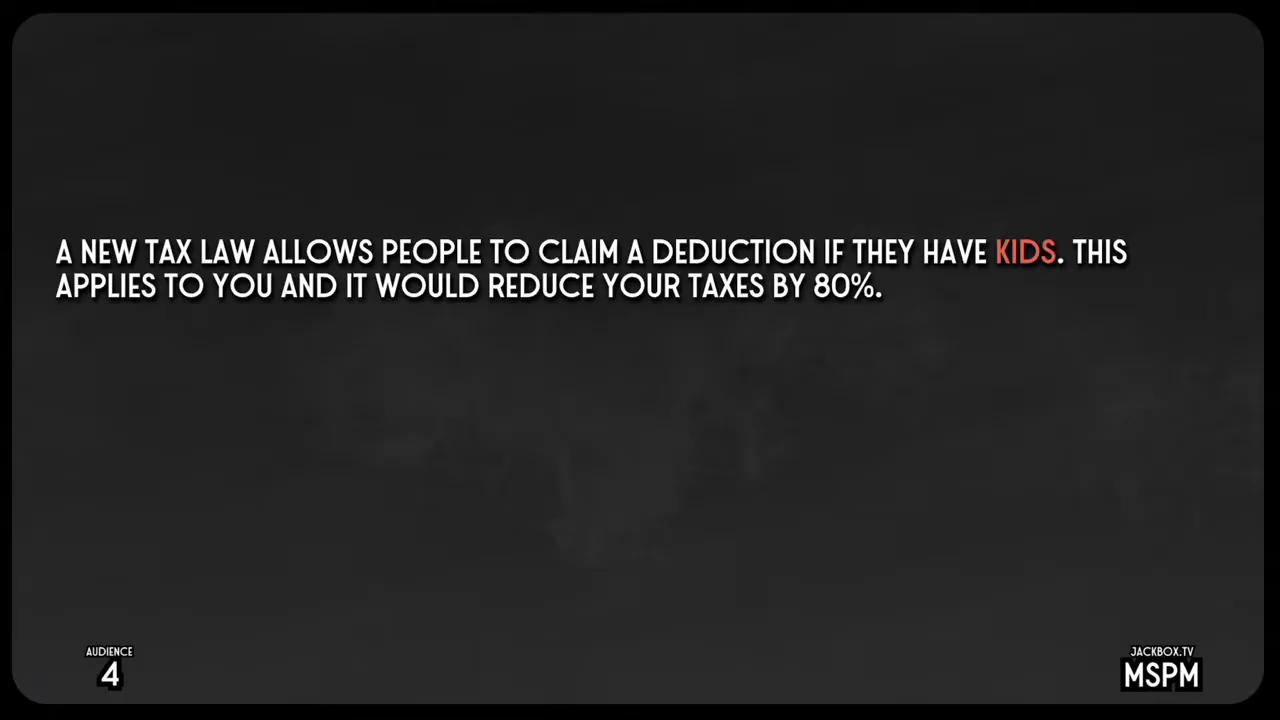 A NEW TAX LAW ALLOWS PEOPLE TO CLAIM A DEDUCTION IF THEY HAVE KIDS. THIS
APPLIES TO YOU AND IT WOULD REDUCE YOUR TAXES BY 80%.
AUDIENCE
4
JACKBOX.TV
MSPM